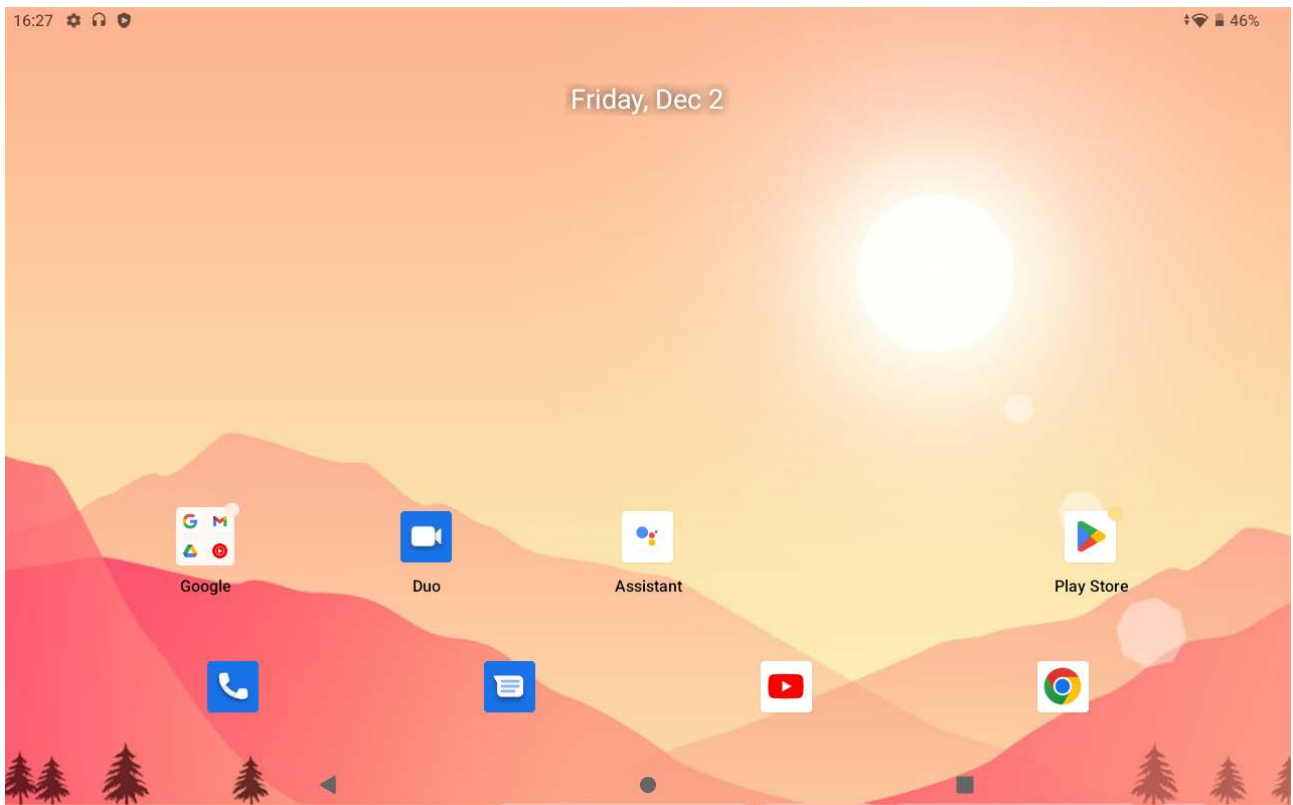 16:27
46%
Friday, Dec 2
Google
Duo
Assistant
Play Store